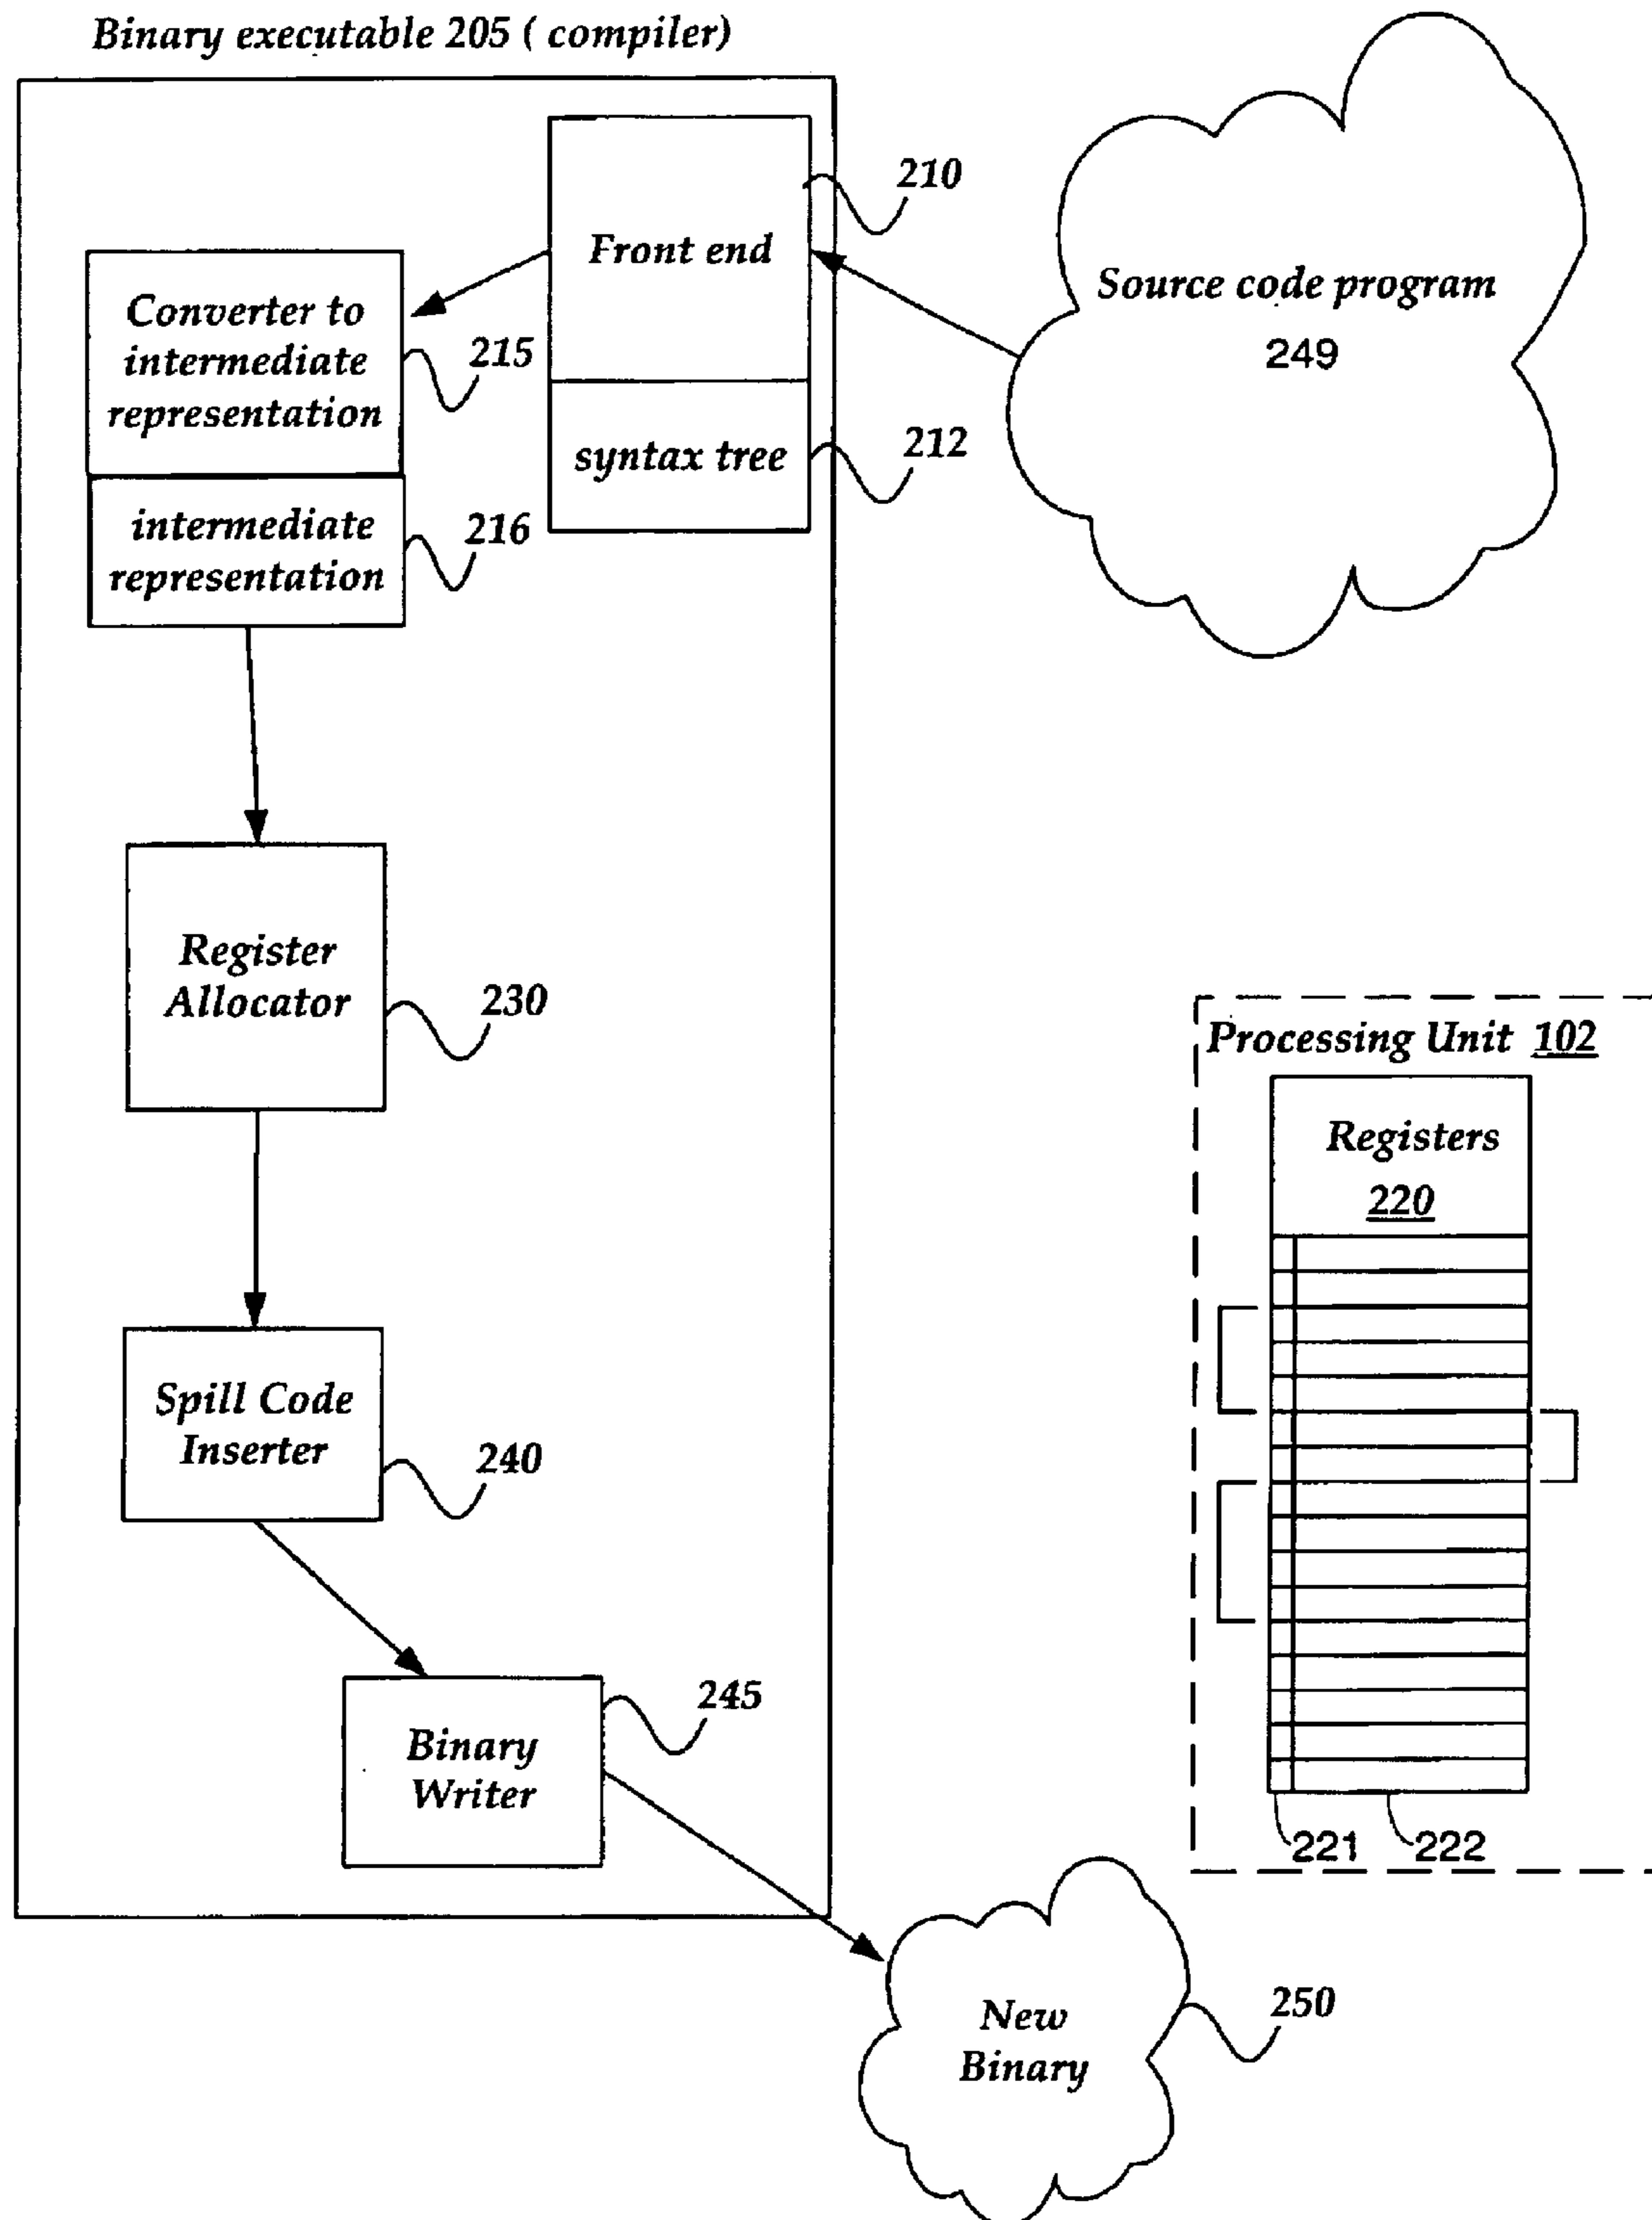 Binary executable 205 ( compiler)
210
Front end
Source code program
249
Converter to
intermediate
representation
215
syntax tree
212
intermediate
representation
216
Register
Allocator
230
Processing Unit 102
Registers
220
Spill Code
Inserter
240
245
Binary
Writer
221
222
New
Binary
250